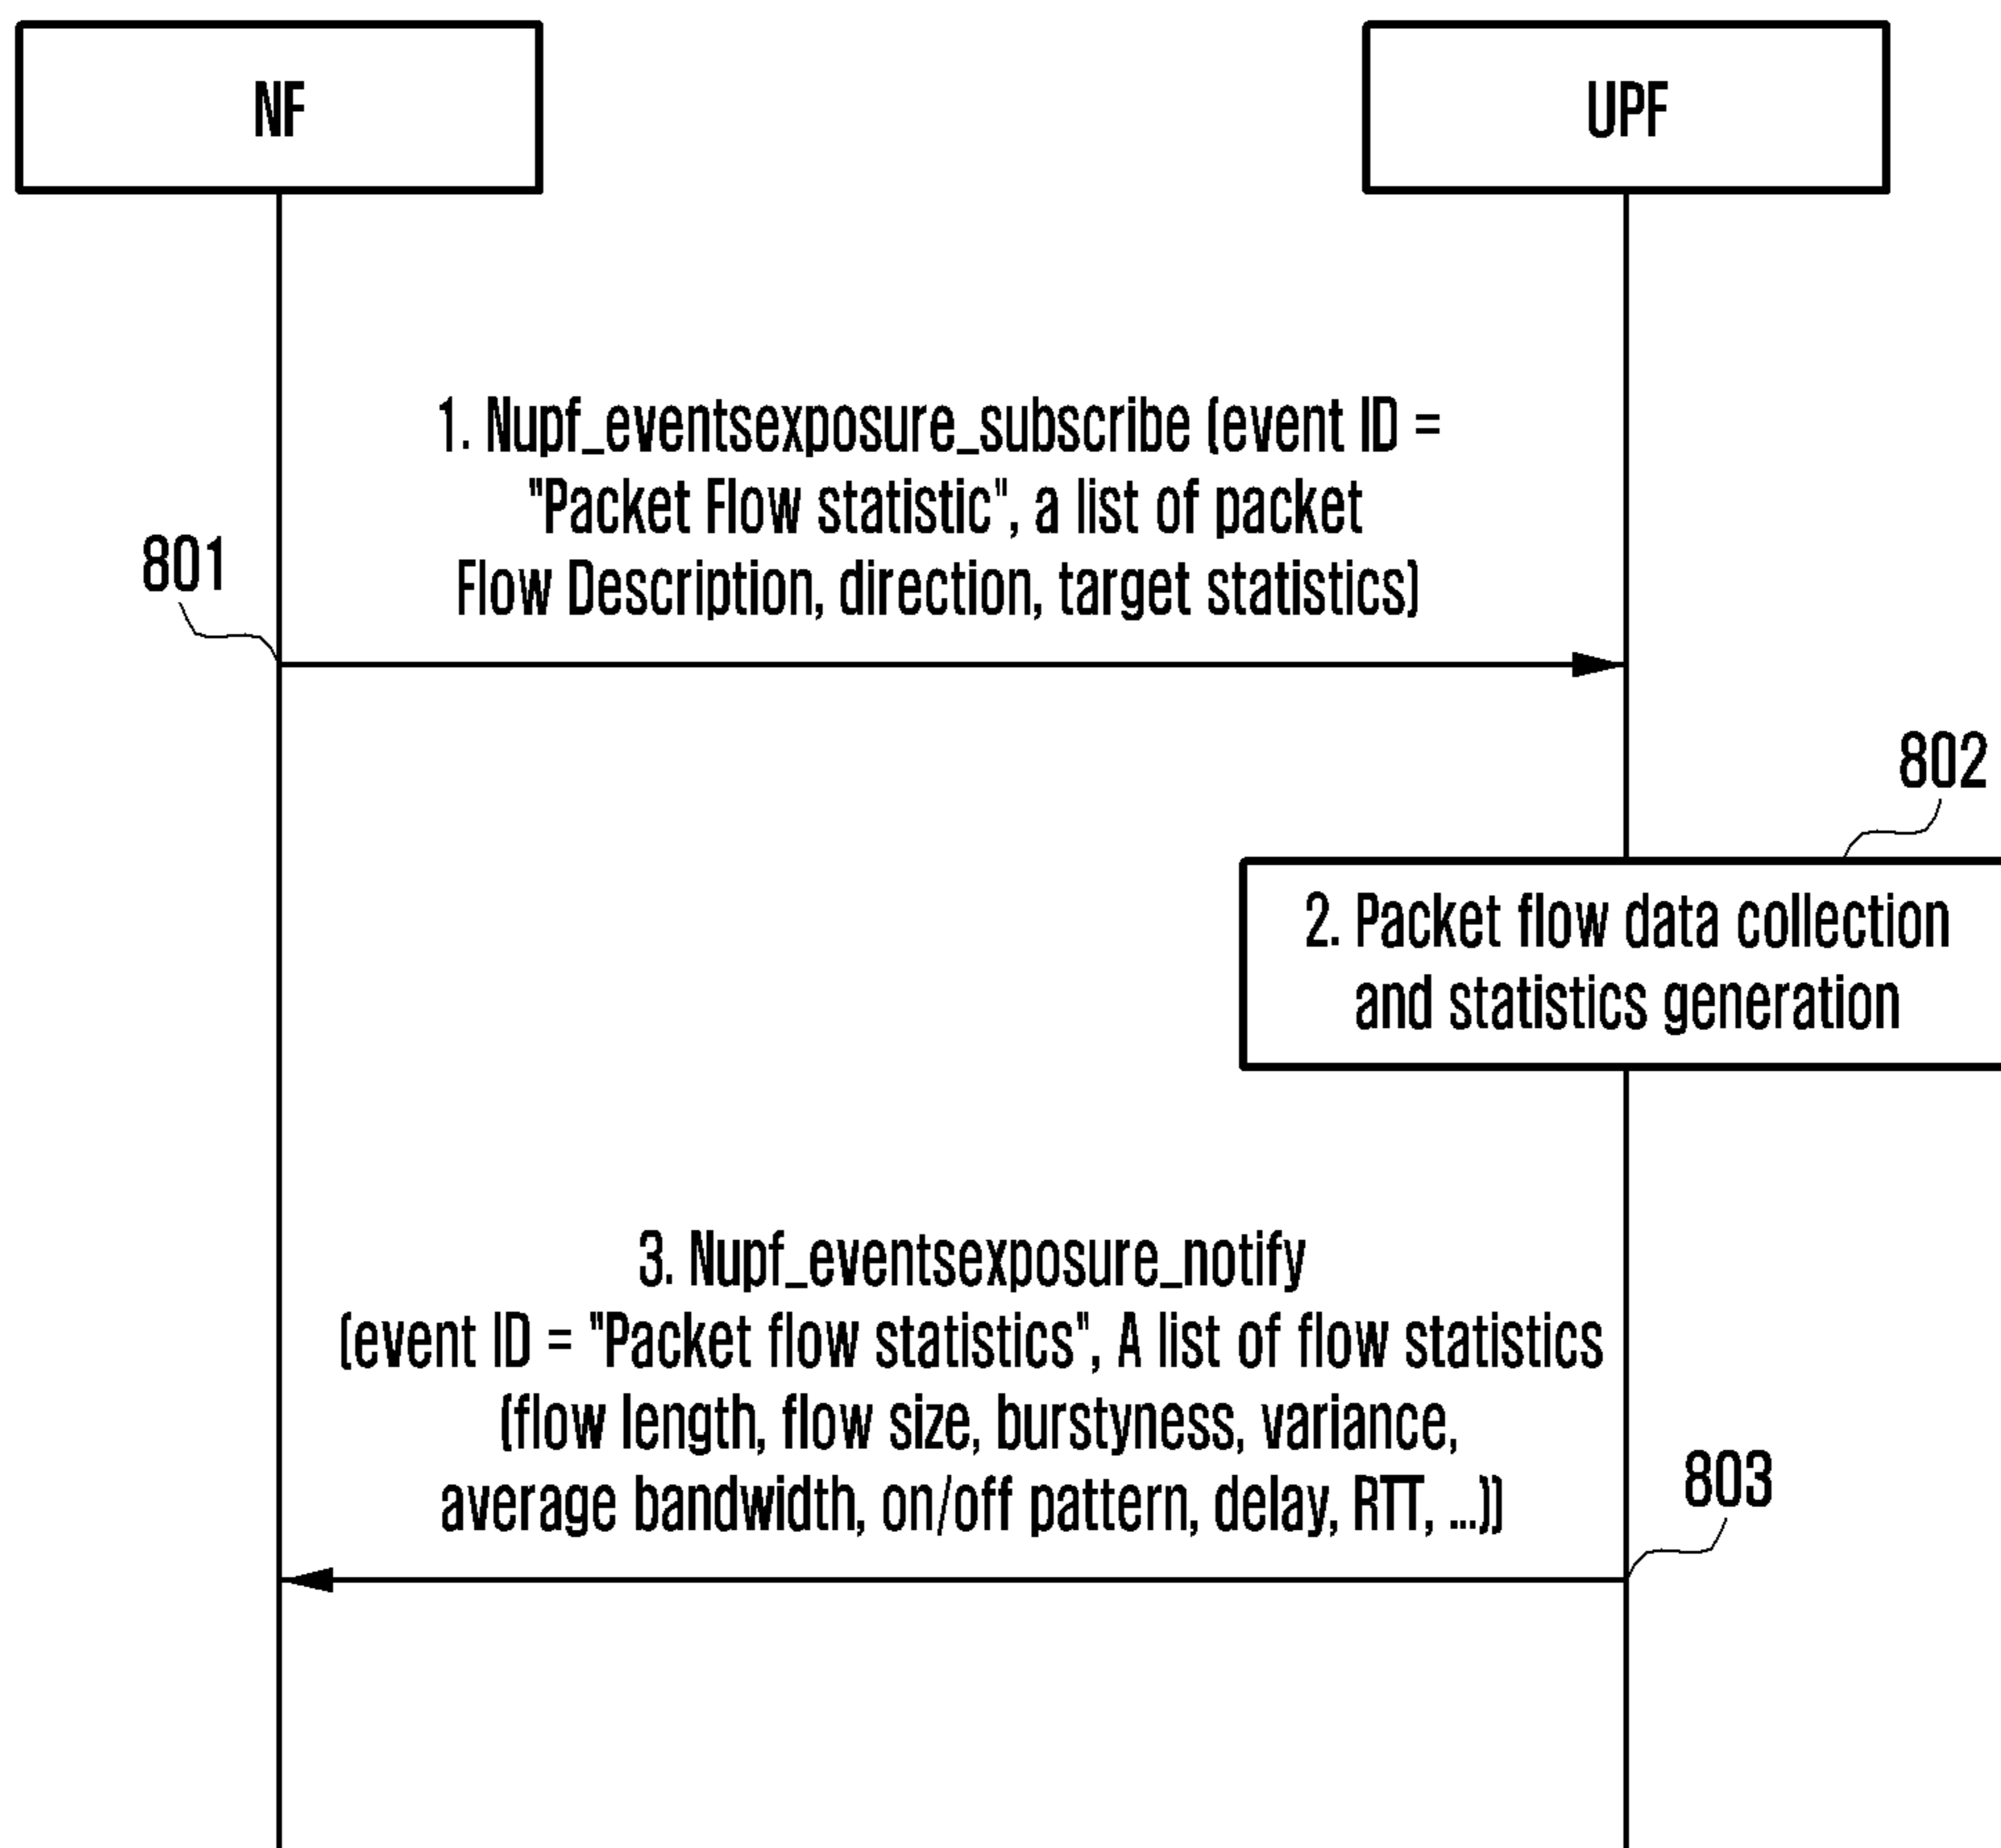 NF
UPF
1. Nupf_eventsexposure_subscribe (event ID =
"Packet Flow statistic", a list of packet
Flow Description, direction, target statistics)
801
802
2. Packet flow data collection
and statistics generation
3. Nupf_eventsexposure_notify
(event ID = "Packet flow statistics", A list of flow statistics
(flow length, flow size, burstyness, variance,
average bandwidth, on/off pattern, delay, RTT, ...))
803